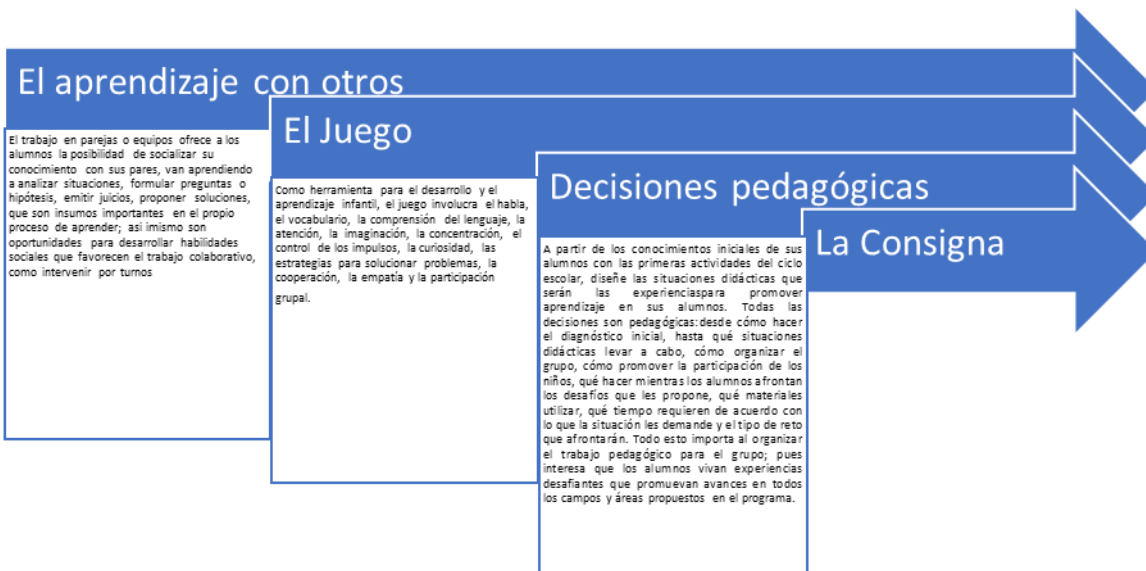 El aprendizaje con otros
El trabajo en parejas o equipos ofrece a los
alumnos la posibilidad de socializar su
conocimiento con sus pares, van aprendiendo
a analizar situaciones, formular preguntas o
hipótesis, emitir juicios, proponer soluciones,
que son insumos importantes en el propio
proceso de aprender; asi imismo son
oportunidades para desarrollar habilidades
sociales que favorecen el trabajo colaborativo,
como intervenir por turnos
El Juego
Como herramienta para el desarrollo y el
aprendizaje infantil, el juego involucra el habla,
el vocabulario, la comprensión del lenguaje, la
atención, la imaginación, la concentración, el
control de los impulsos, la curiosidad, las
estrategias para solucionar problemas, la
cooperación, la empatía y la participación
grupal.
Decisiones pedagógicas
A partir de los conocimientos iniciales de sus
alumnos con las primeras actividades del ciclo
escolar, diseñe las situaciones didácticas que
serán las experienciaspara promover
aprendizaje en sus alumnos. Todas las
decisiones son pedagógicas:desde cómo hacer
el diagnóstico inicial, hasta qué situaciones
didácticas levar a cabo, cómo organizar el
grupo, cómo promover la participación de los
niños, qué hacer mientras los alumnos afrontan
los desafíos que les propone, qué materiales
utilizar, qué tiempo requieren de acuerdo con
lo que la situación les demande y el tipo de reto
que afrontarán. Todo esto importa al organizar
el trabajo pedagógico para el grupo; pues
interesa que los alumnos vivan experiencias
desafiantes que promuevan avances en todos
los campos y áreas propuestos en el programa.
La Consigna